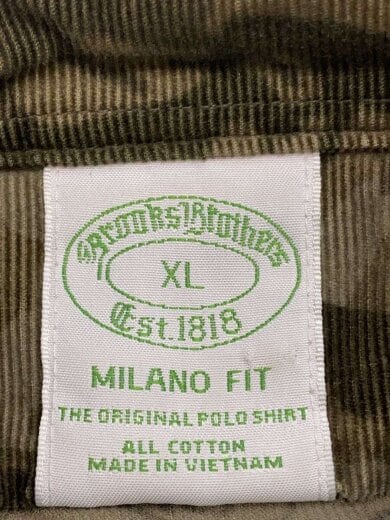 Brooks Brothers
XL
Est. 1818
MILANO FIT
THE ORIGINAL POLO SHIRT
ALL COTTON
MADE IN VIETNAM